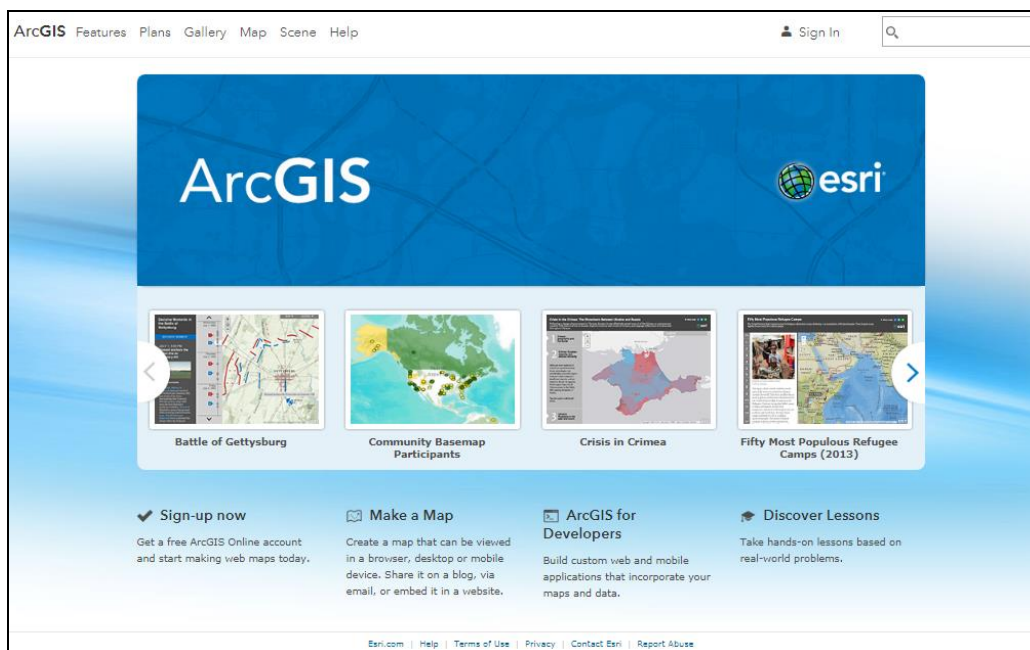 ArcGIS Features Plans Gallery Map Scene Help Sign In
ArcGIS
esri
Battle of Gettysburg
Community Basemap
Participants
Crisis in Crimea
Fifty Most Populous Refugee
Camps (2013)
Sign-up now
Get a free ArcGIS Online account
and start making web maps today.
Make a Map
Create a map that can be viewed
in a browser, desktop or mobile
device. Share it on a blog, via
email, or embed it in a website.
ArcGIS for
Developers
Build custom web and mobile
applications that incorporate your
maps and data.
Discover Lessons
Take hands-on lessons based on
real-world problems.
Esri.com | Help | Terms of Use | Privacy | Contact Esri | Report Abuse